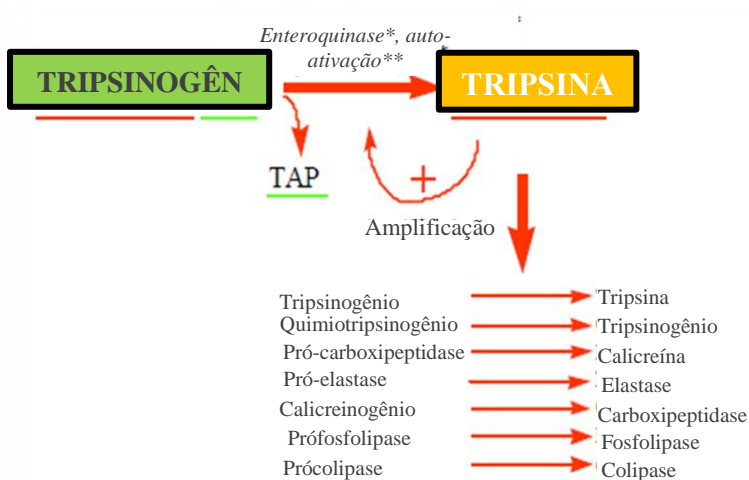 Enteroquinase*, auto-
ativação**
TRIPSINOGÊN
TRIPSINA
TAP
+
Amplificação
Tripsinogênio
Tripsina
Quimiotripsinogênio
Tripsinogênio
Pró-carboxipeptidase
Calicreína
Pró-elastase
Elastase
Calicreinogênio
Carboxipeptidase
Prófosfolipase
Fosfolipase
Prócolipase
Colipase